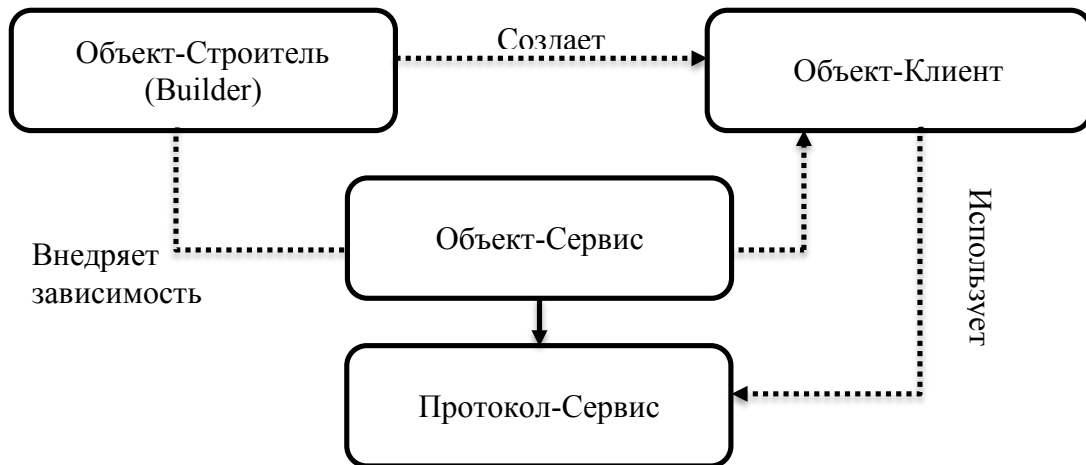 Объект-Строитель
(Builder)
Создает
Объект-Клиент
Объект-Сервис
Внедряет
зависимость
Использует
Протокол-Сервис